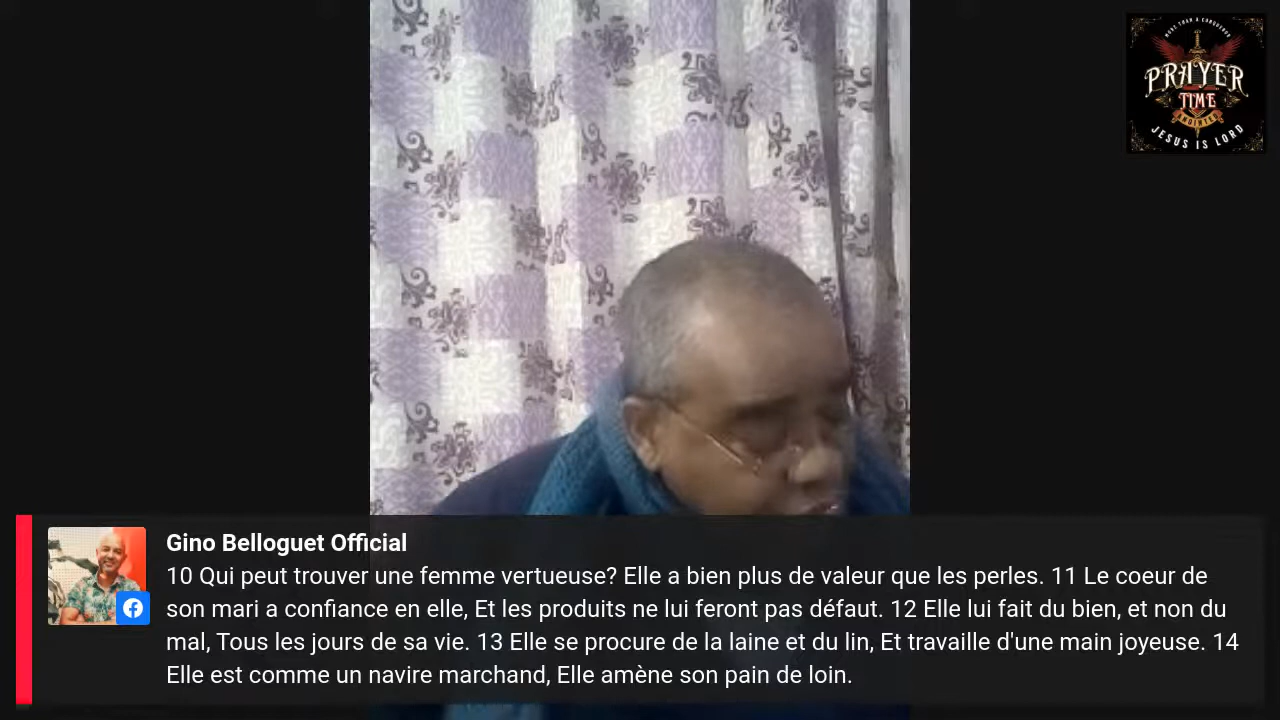 MORE THAN A CONQUEROR
PRAYER
TIME
ANOINTED
JESUS IS LORD
Gino Belloguet Official
10 Qui peut trouver une femme vertueuse? Elle a bien plus de valeur que les perles. 11 Le coeur de
son mari a confiance en elle, Et les produits ne lui feront pas défaut. 12 Elle lui fait du bien, et non du
mal, Tous les jours de sa vie. 13 Elle se procure de la laine et du lin, Et travaille d'une main joyeuse. 14
Elle est comme un navire marchand, Elle amène son pain de loin.